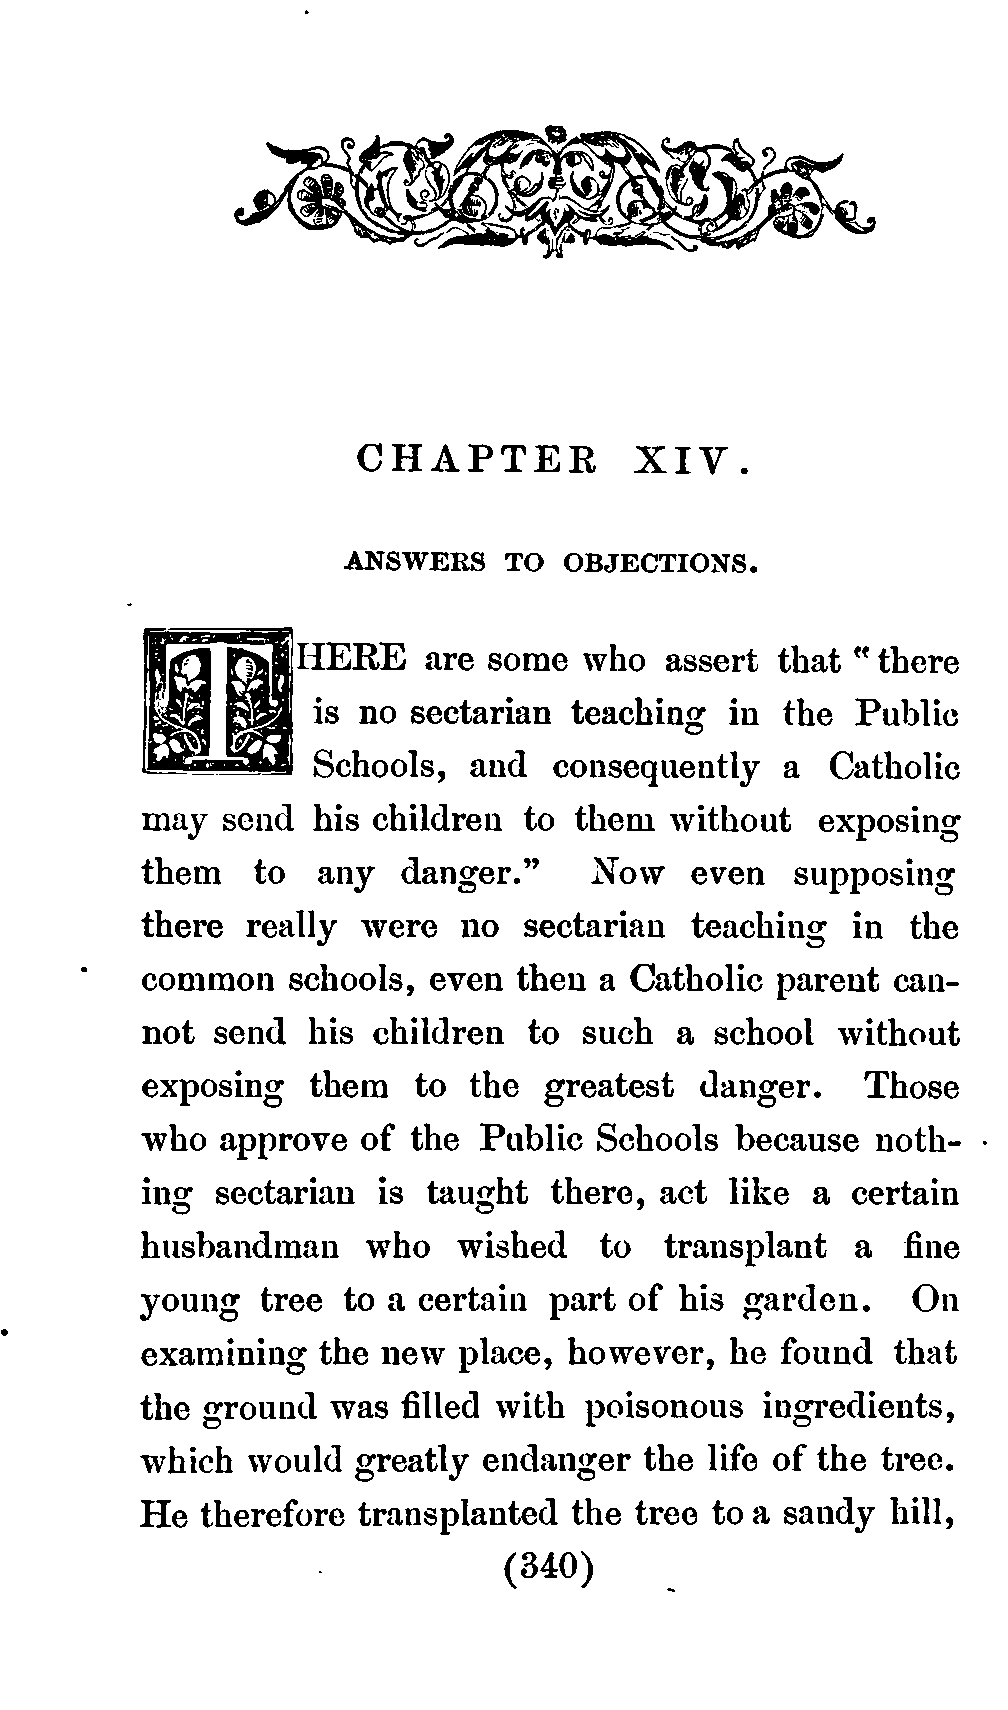 CHAPTER XIV.
ANSWERS TO OBJECTIONS.
THERE are some who assert that “ there
is no sectarian teaching in the Public
Schools, and consequently a Catholic
may send his children to them without exposing
them to any danger.” Now even supposing
there really were no sectarian teaching in the
common schools, even then a Catholic parent can-
not send his children to such a school without
exposing them to the greatest danger. Those
who approve of the Public Schools because noth-
ing sectarian is taught there, act like a certain
husbandman who wished to transplant a fine
young tree to a certain part of his garden. On
examining the new place, however, he found that
the ground was filled with poisonous ingredients,
which would greatly endanger the life of the tree.
He therefore transplanted the tree to a sandy hill,
(340)